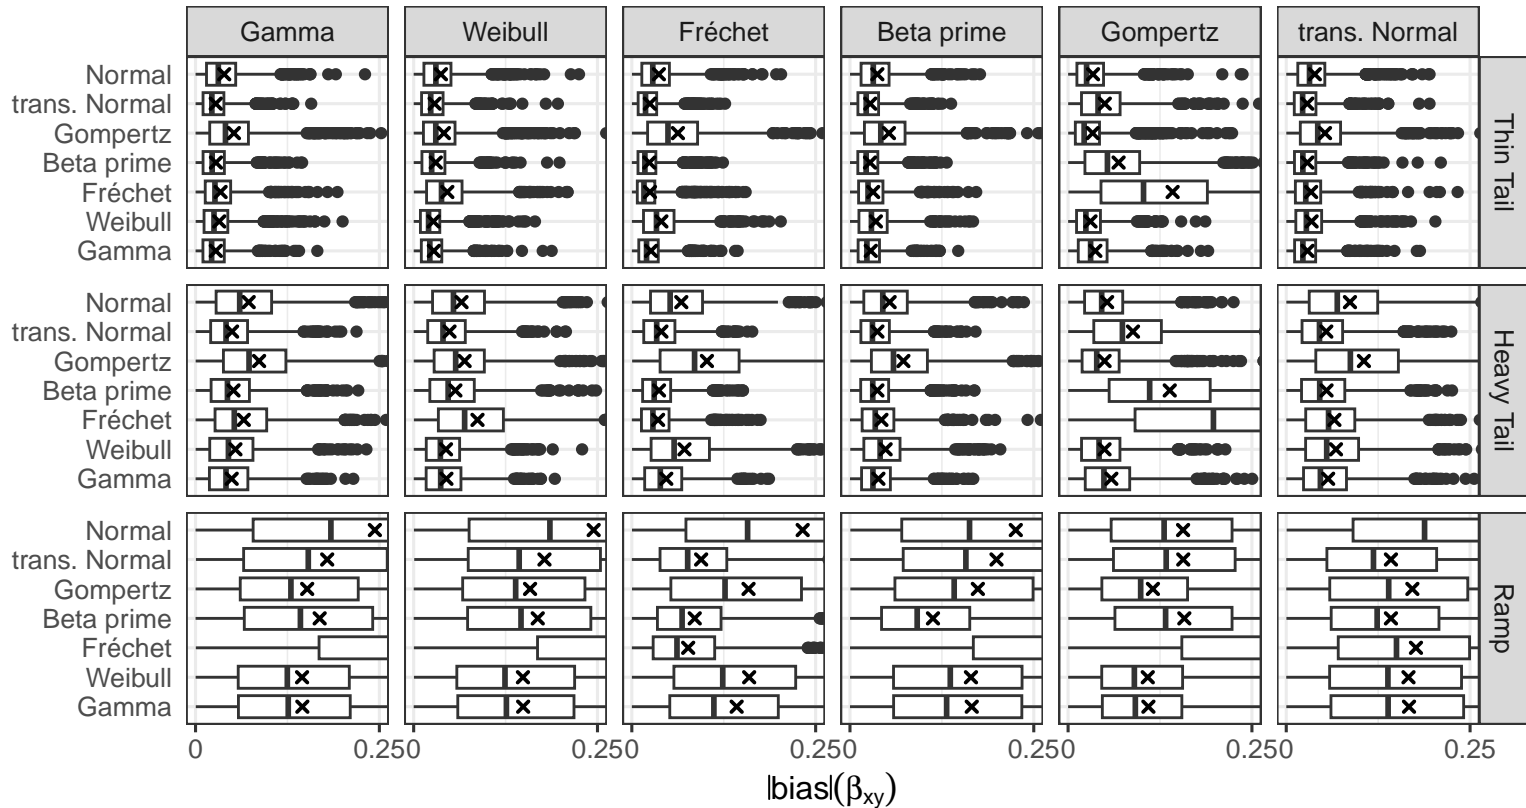 Gamma Weibull Fréchet Beta prime Gompertz trans. Normal
Normal
trans. Normal
Gompertz
Beta prime
Fréchet
Weibull
Gamma
Thin Tail
Normal
trans. Normal
Gompertz
Beta prime
Fréchet
Weibull
Gamma
Heavy Tail
Normal
trans. Normal
Gompertz
Beta prime
Fréchet
Weibull
Gamma
Ramp
0 0.250 0.250 0.250 0.250 0.250 0.25
|bias|(βxy)